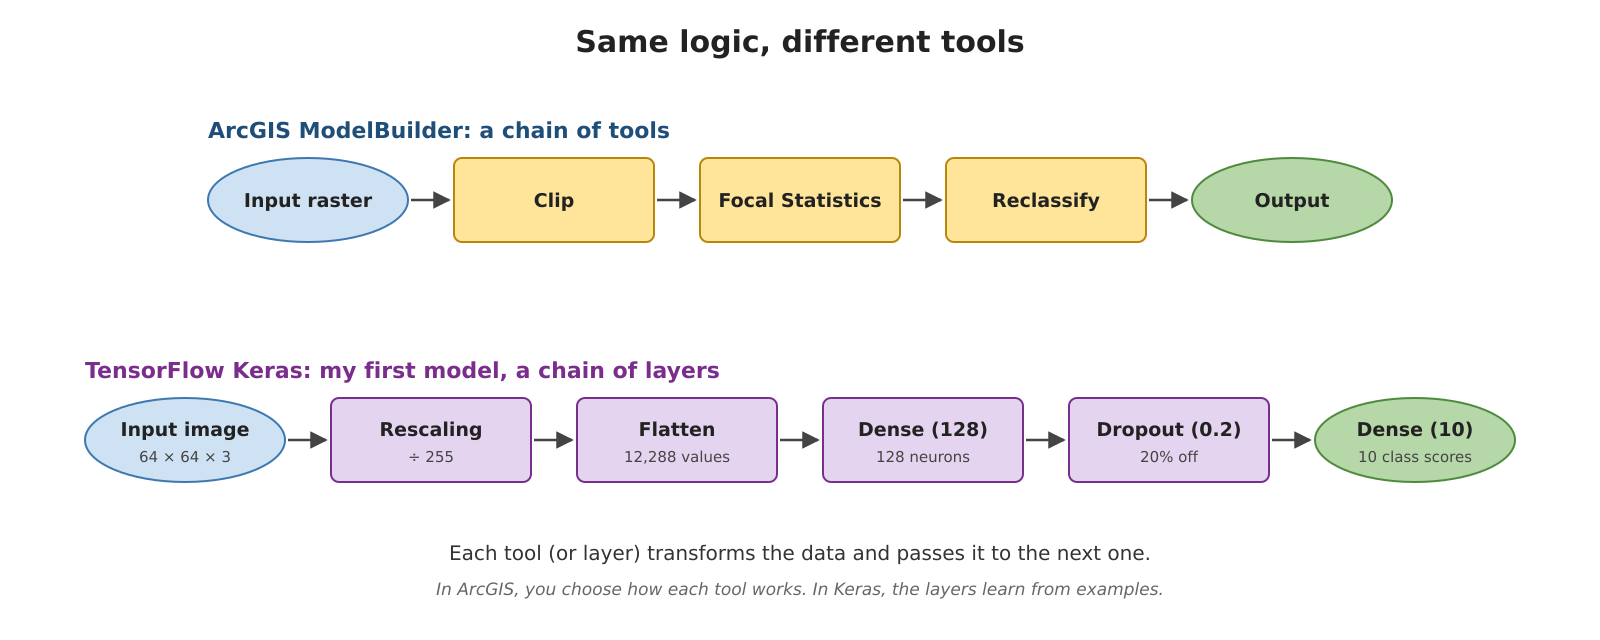 Same logic, different tools
ArcGIS ModelBuilder: a chain of tools
Input raster
Clip
Focal Statistics
Reclassify
Output
TensorFlow Keras: my first model, a chain of layers
Input image
64 × 64 × 3
Rescaling
÷ 255
Flatten
12,288 values
Dense (128)
128 neurons
Dropout (0.2)
20% off
Dense (10)
10 class scores
Each tool (or layer) transforms the data and passes it to the next one.
In ArcGIS, you choose how each tool works. In Keras, the layers learn from examples.